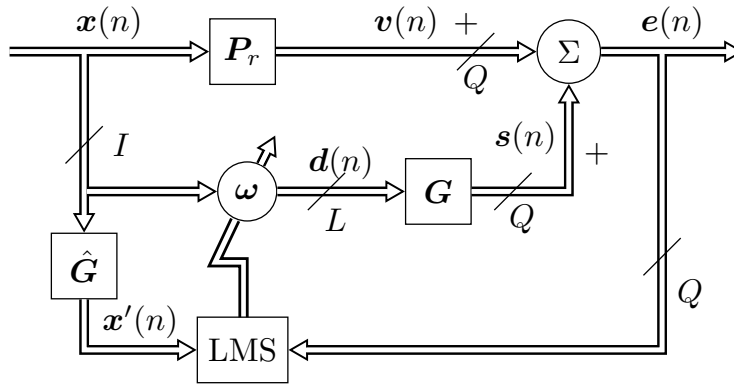 x(n)
P_r
v(n) +
Q
Σ
e(n)
I
ω
d(n)
L
G
s(n)
Q
+
Ĝ
x′(n)
LMS
Q